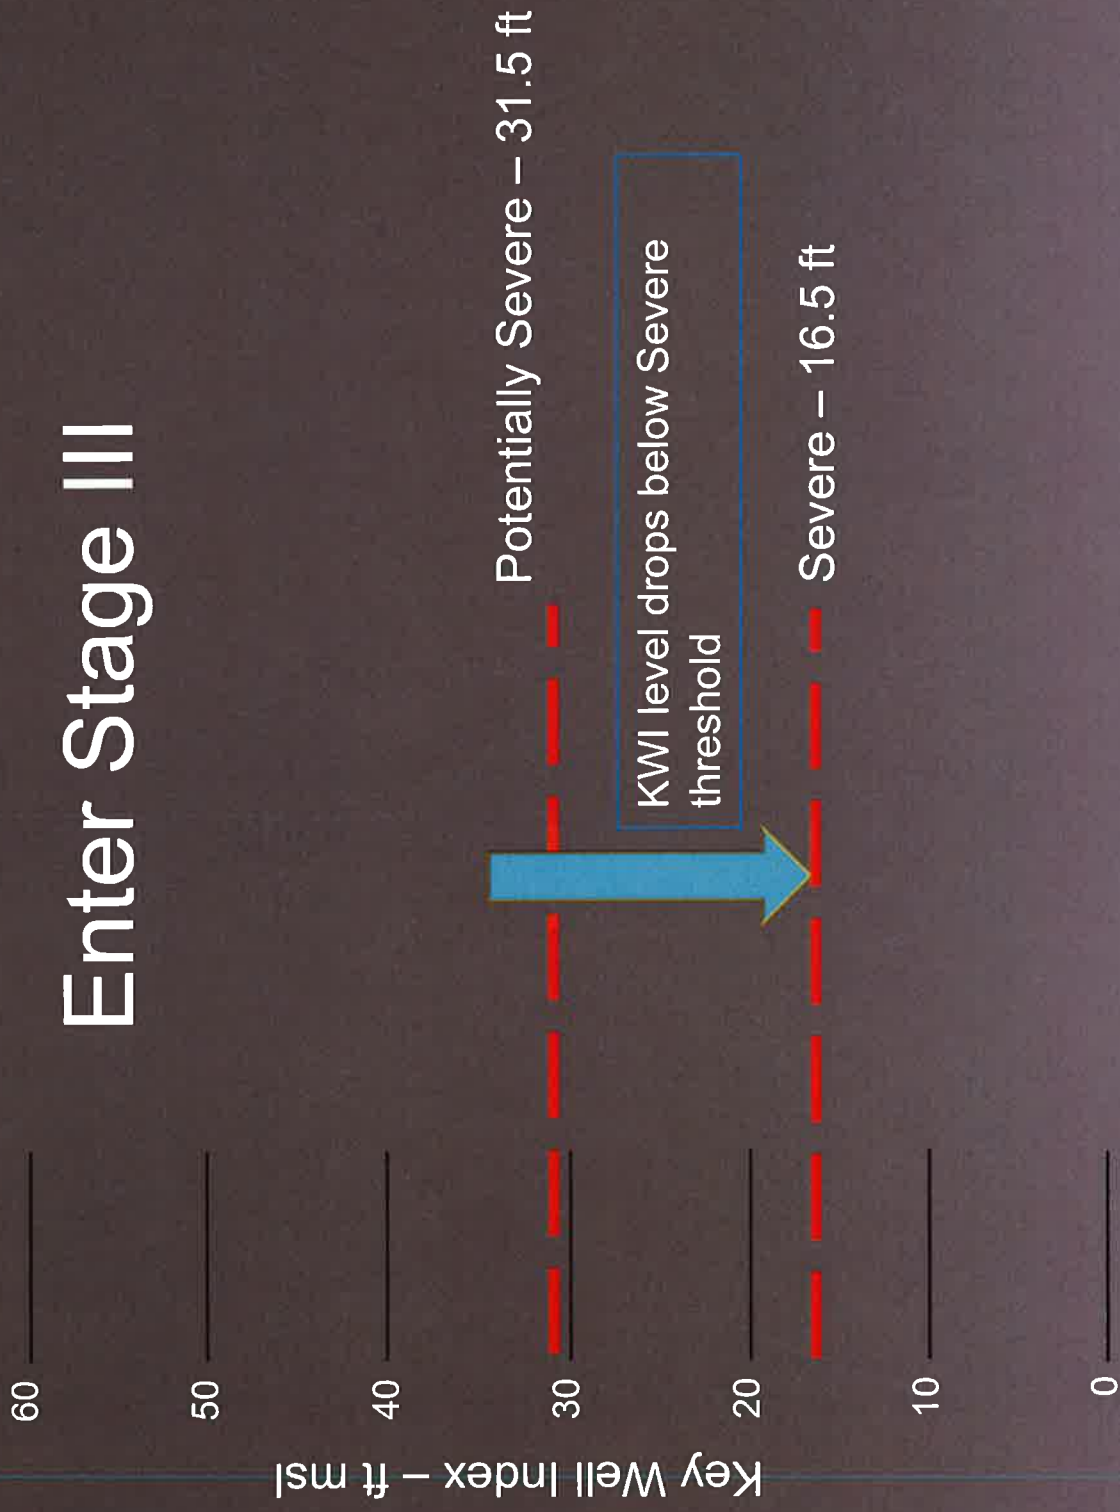 Enter Stage III
60
50
40
30
20
10
0
Key Well Index – ft msl
Potentially Severe – 31.5 ft
KWI level drops below Severe
threshold
Severe – 16.5 ft